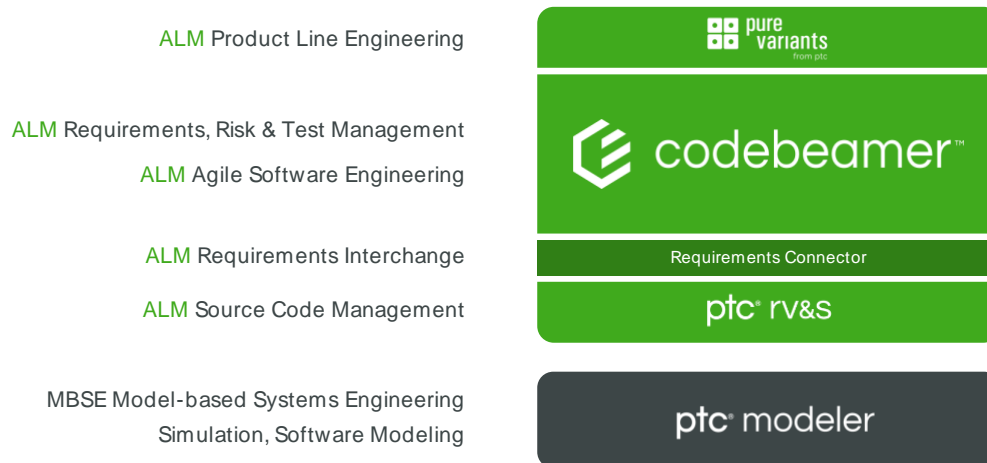 ALM Product Line Engineering
pure
varıants
from ptc
ALM Requirements, Risk & Test Management
ALM Agile Software Engineering
codebeamer™
ALM Requirements Interchange
Requirements Connector
ALM Source Code Management
ptc® rv&s
MBSE Model-based Systems Engineering
Simulation, Software Modeling
ptc® modeler